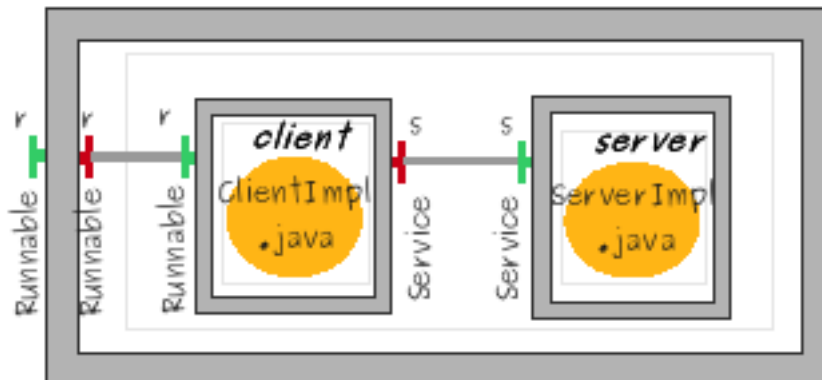 r
r
r
s
s
client
server
ClientImpl
.java
ServerImpl
.java
Runnable
Runnable
Runnable
Service
Service